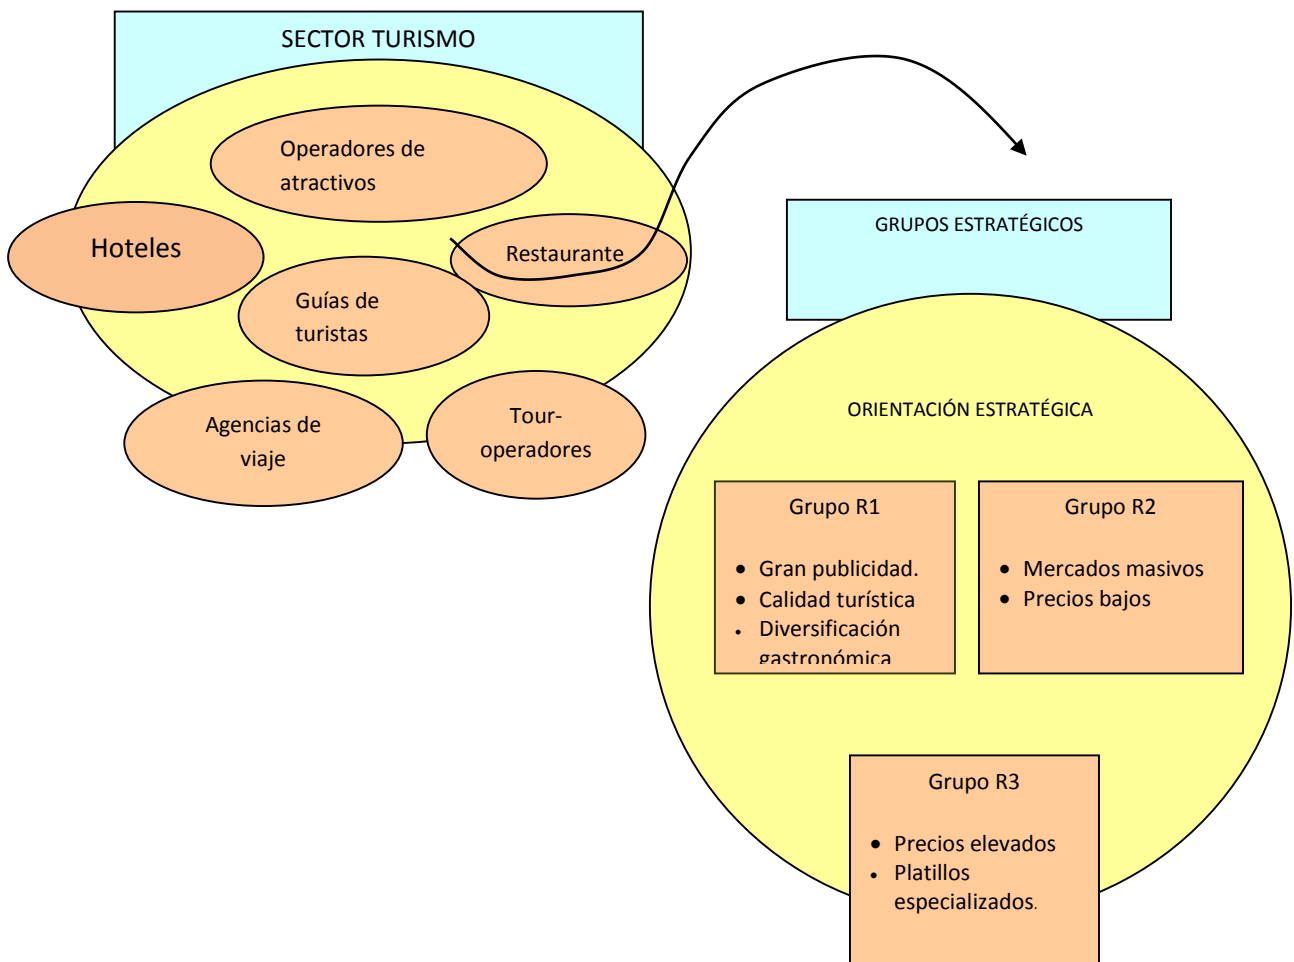 SECTOR TURISMO
Operadores de
atractivos
Hoteles
Restaurante
Guías de
turistas
Agencias de
viaje
Tour-
operadores
GRUPOS ESTRATÉGICOS
ORIENTACIÓN ESTRATÉGICA
Grupo R1
• Gran publicidad.
• Calidad turística
• Diversificación
gastronómica
Grupo R2
• Mercados masivos
• Precios bajos
Grupo R3
• Precios elevados
• Platillos
especializados.